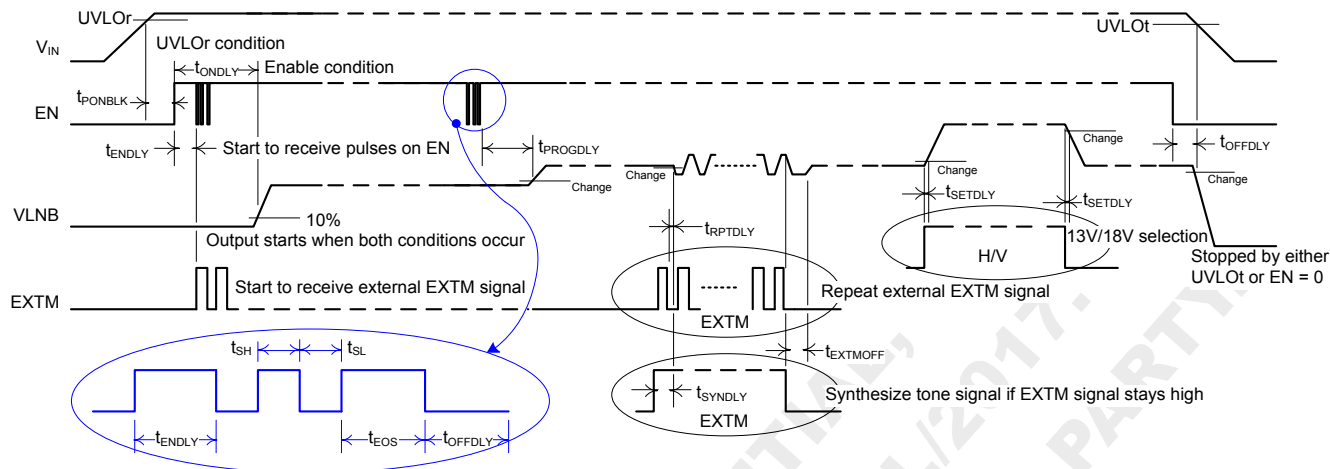 UVLOr
UVLOt
VIN
UVLOr condition
tONDLY
Enable condition
tPONBLK
EN
tENDLY
Start to receive pulses on EN
tPROGDLY
Change
Change
Change
Change
tOFFDLY
Change
VLNB
10%
tSETDLY
tSETDLY
Output starts when both conditions occur
tRPTDLY
13V/18V selection
H/V
Stopped by either
UVLOt or EN = 0
EXTM
Start to receive external EXTM signal
Repeat external EXTM signal
EXTM
tSH
tSL
tEXTMOFF
tSYNDLY
Synthesize tone signal if EXTM signal stays high
EXTM
tENDLY
tEOS
tOFFDLY
NTIAL,
/2017.
PARTY